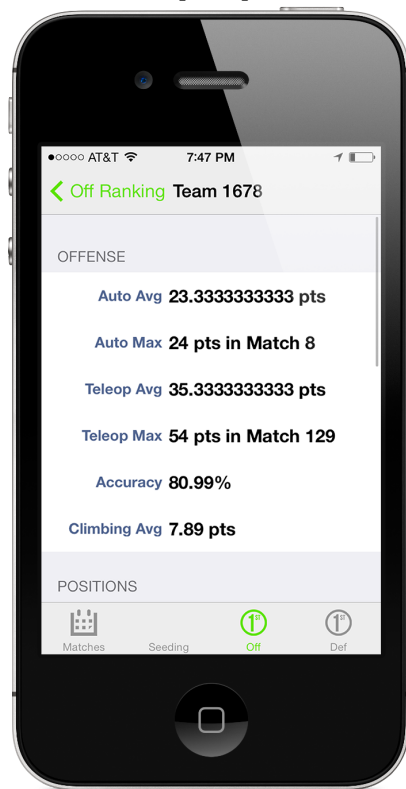 AT&T 7:47 PM
Off Ranking Team 1678
OFFENSE
Auto Avg 23.3333333333 pts
Auto Max 24 pts in Match 8
Teleop Avg 35.3333333333 pts
Teleop Max 54 pts in Match 129
Accuracy 80.99%
Climbing Avg 7.89 pts
POSITIONS
1ST 1ST
Matches Seeding Off Def